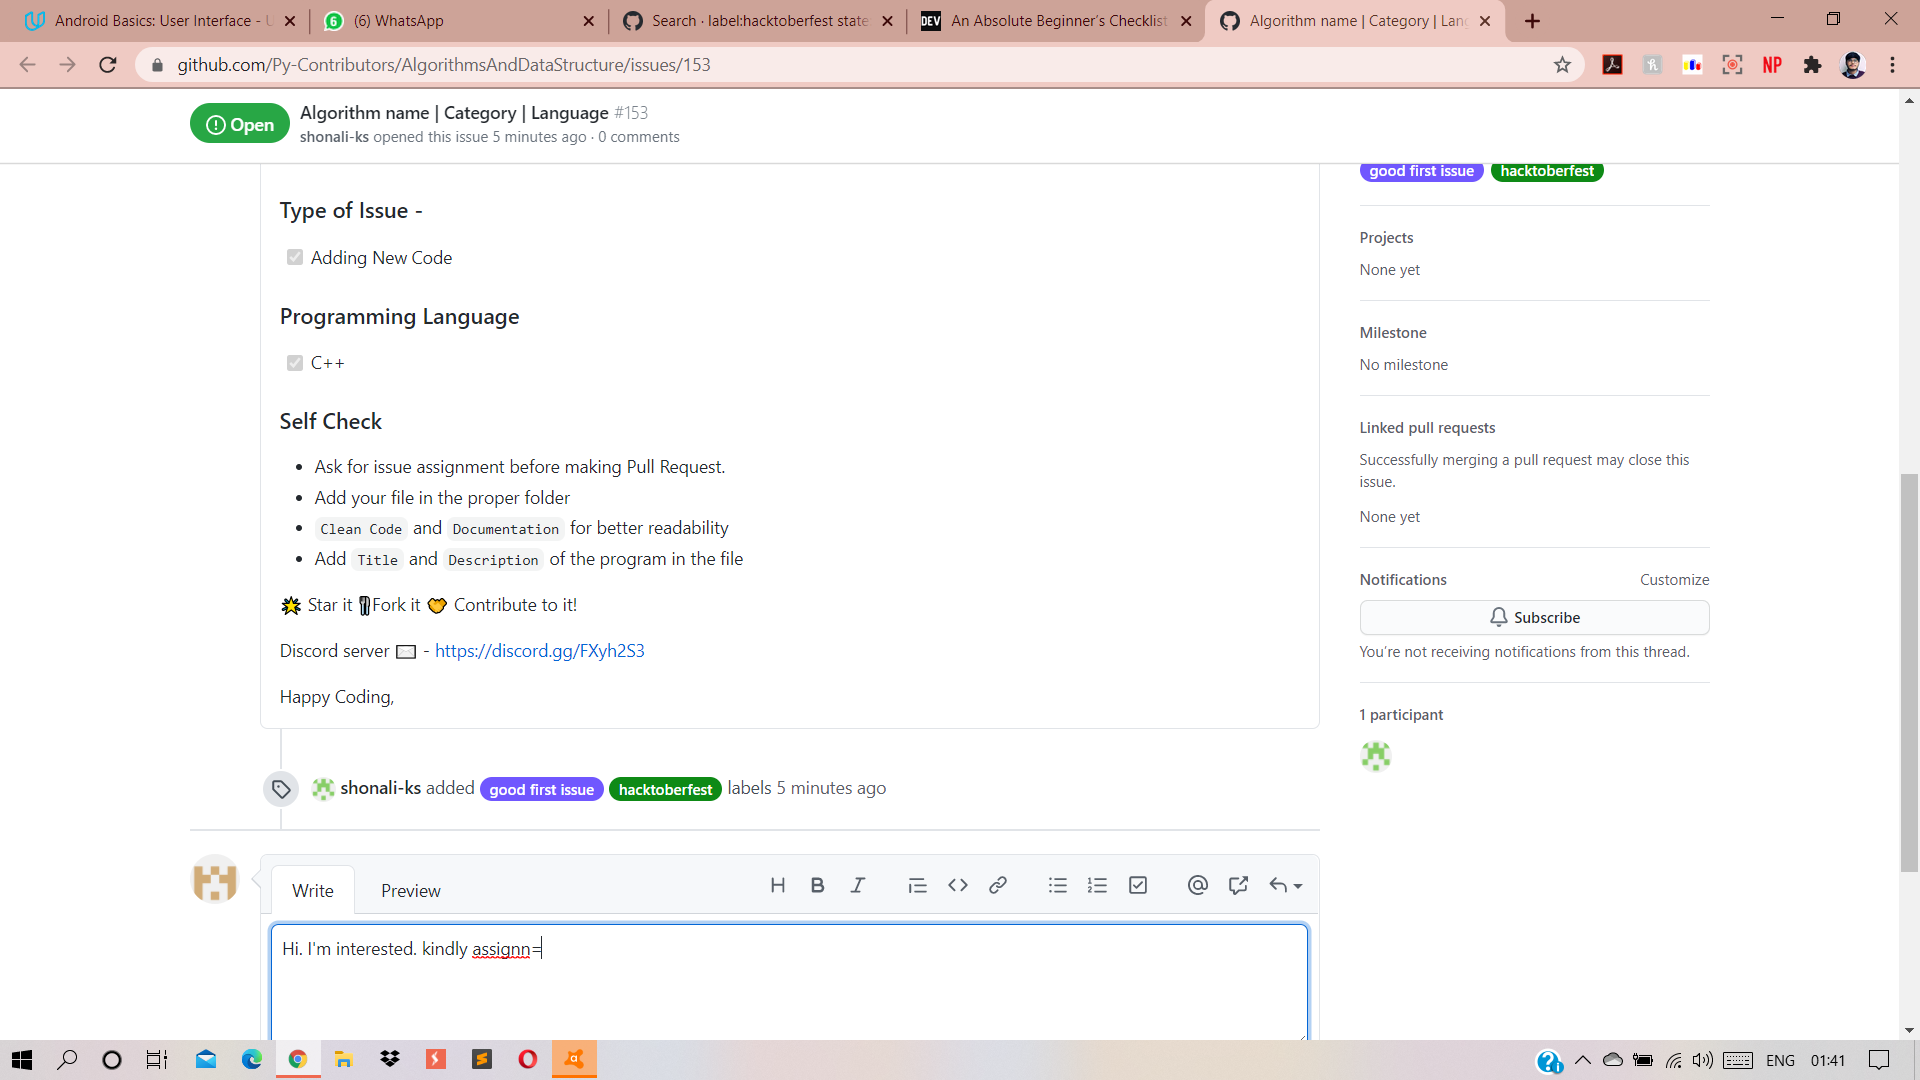 Android Basics: User Interface - U
(6) WhatsApp
Search · label:hacktoberfest state
DEV An Absolute Beginner's Checklist
Algorithm name | Category | Lang
github.com/Py-Contributors/AlgorithmsAndDataStructure/issues/153
NP
Open
Algorithm name | Category | Language #153
shonali-ks opened this issue 5 minutes ago · 0 comments
good first issue hacktoberfest
Type of Issue -
Adding New Code
Programming Language
C++
Self Check
Ask for issue assignment before making Pull Request.
Add your file in the proper folder
Clean Code and Documentation for better readability
Add Title and Description of the program in the file
Star it Fork it Contribute to it!
Discord server - https://discord.gg/FXyh2S3
Happy Coding,
Projects
None yet
Milestone
No milestone
Linked pull requests
Successfully merging a pull request may close this
issue.
None yet
Notifications Customize
Subscribe
You're not receiving notifications from this thread.
1 participant
shonali-ks added good first issue hacktoberfest labels 5 minutes ago
Write Preview
Hi. I'm interested. kindly assignn=
ENG 01:41